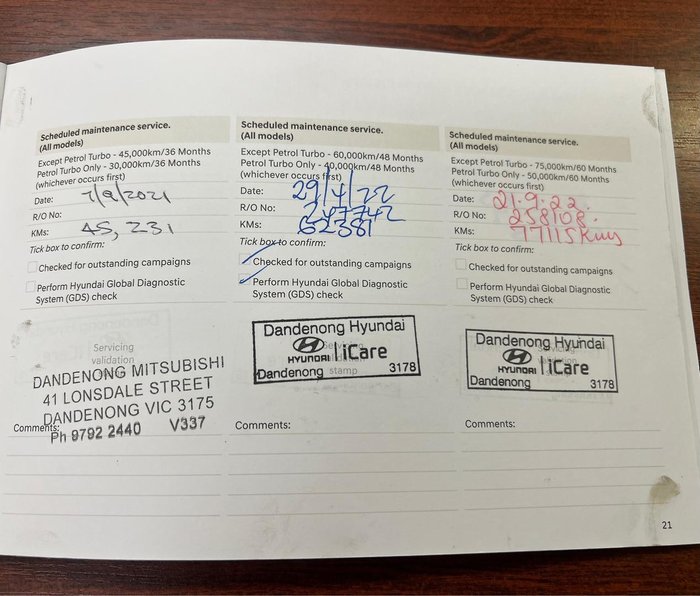 Scheduled maintenance service.
(All models)
Except Petrol Turbo - 45,000km/36 Months
Petrol Turbo Only - 30,000km/36 Months
(whichever occurs first)
Date: 7/9/2021
R/O No:
KMs: 45,231
Tick box to confirm:
Checked for outstanding campaigns
Perform Hyundai Global Diagnostic
System (GDS) check
Servicing
validation
DANDENONG MITSUBISHI
41 LONSDALE STREET
DANDENONG VIC 3175
Ph 9792 2440 V337
Comments:
Scheduled maintenance service.
(All models)
Except Petrol Turbo - 60,000km/48 Months
Petrol Turbo Only - 40,000km/48 Months
(whichever occurs first)
Date: 29/4/22
R/O No: 247742
KMs: 62381
Tick box to confirm:
Checked for outstanding campaigns
Perform Hyundai Global Diagnostic
System (GDS) check
Dandenong Hyundai
Servicing
HYUNDAI iCare
Dandenong stamp 3178
Comments:
Scheduled maintenance service.
(All models)
Except Petrol Turbo - 75,000km/60 Months
Petrol Turbo Only - 50,000km/60 Months
(whichever occurs first)
Date: 21.9.22.
R/O No: 258108.
KMs: 77115kms
Tick box to confirm:
Checked for outstanding campaigns
Perform Hyundai Global Diagnostic
System (GDS) check
Dandenong Hyundai
HYUNDAI iCare
Dandenong 3178
Comments:
21